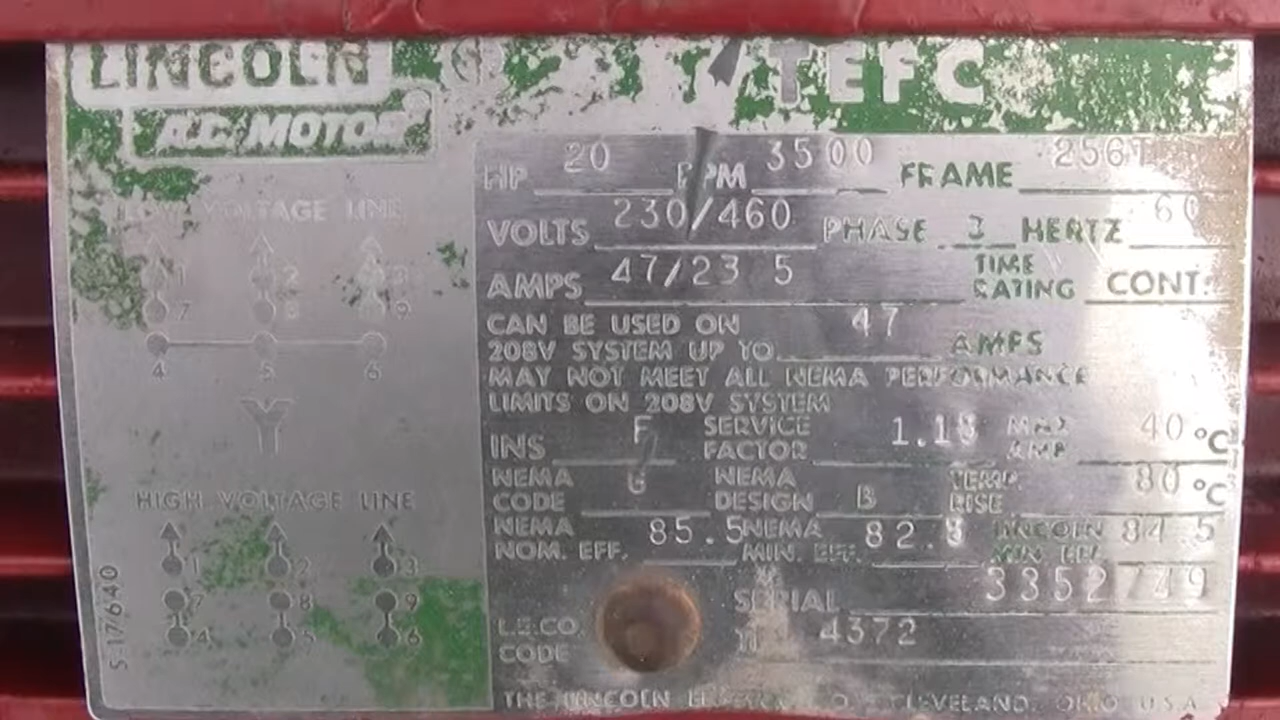 LINCOLN
A.C. MOTOR
TEFC
HP 20 RPM 3500 FRAME 256T
VOLTS 230/460 PHASE 3 HERTZ 60
AMPS 47/23 5 TIME RATING CONT.
CAN BE USED ON
208V SYSTEM UP TO 47 AMPS
MAY NOT MEET ALL NEMA PERFORMANCE
LIMITS ON 208V SYSTEM
INS F SERVICE FACTOR 1.15 MAX AMB 40 °C
NEMA CODE G NEMA DESIGN B TEMP. RISE 80 °C
NEMA NOM. EFF. 85.5 NEMA MIN. EFF. 82.5 LINCOLN MIN. EFF. 84 5
SERIAL 3352749
L.E.CO. CODE 4372
THE LINCOLN ELECTRIC CO. CLEVELAND, OHIO U.S.A.
LOW VOLTAGE LINE
1 2 3
7 8 9
4 5 6
Y
HIGH VOLTAGE LINE
1 2 3
7 8 9
4 5 6
S-17640